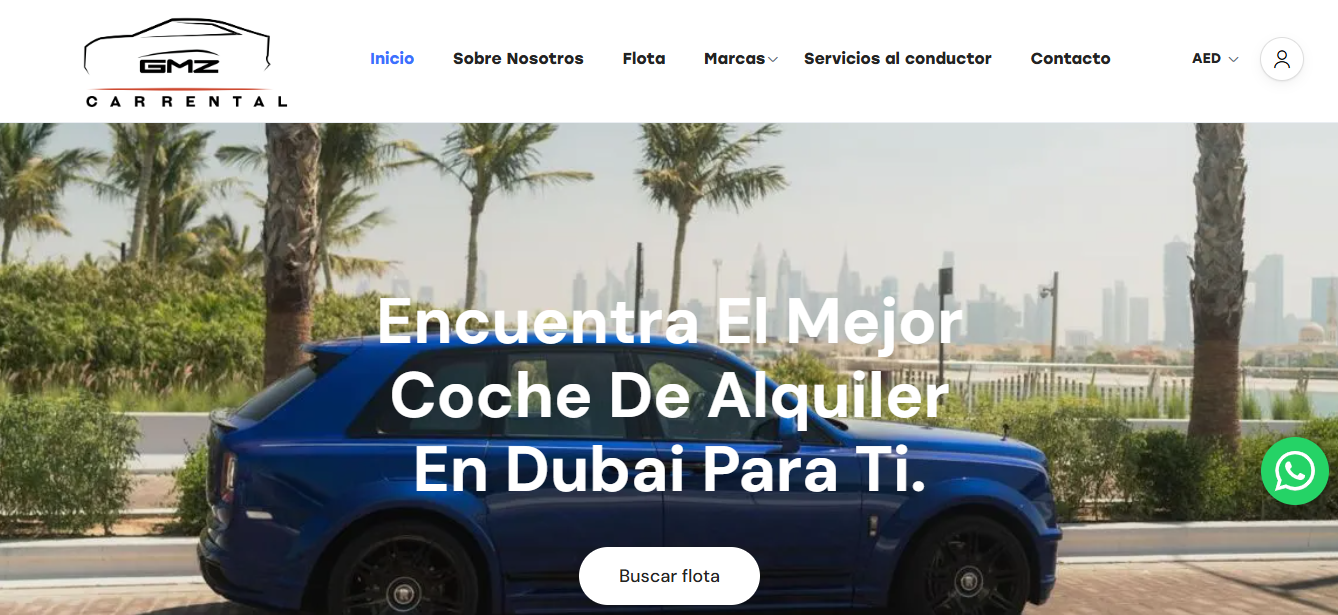 GMZ
CAR RENTAL
Inicio
Sobre Nosotros
Flota
Marcas
Servicios al conductor
Contacto
AED
Encuentra El Mejor
Coche De Alquiler
En Dubai Para Ti.
Buscar flota